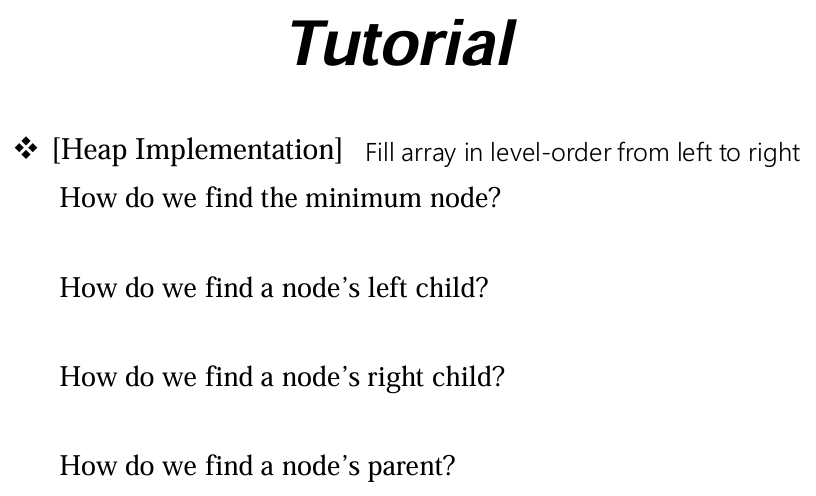 Tutorial
❖ [Heap Implementation] Fill array in level-order from left to right
How do we find the minimum node?
How do we find a node’s left child?
How do we find a node’s right child?
How do we find a node’s parent?